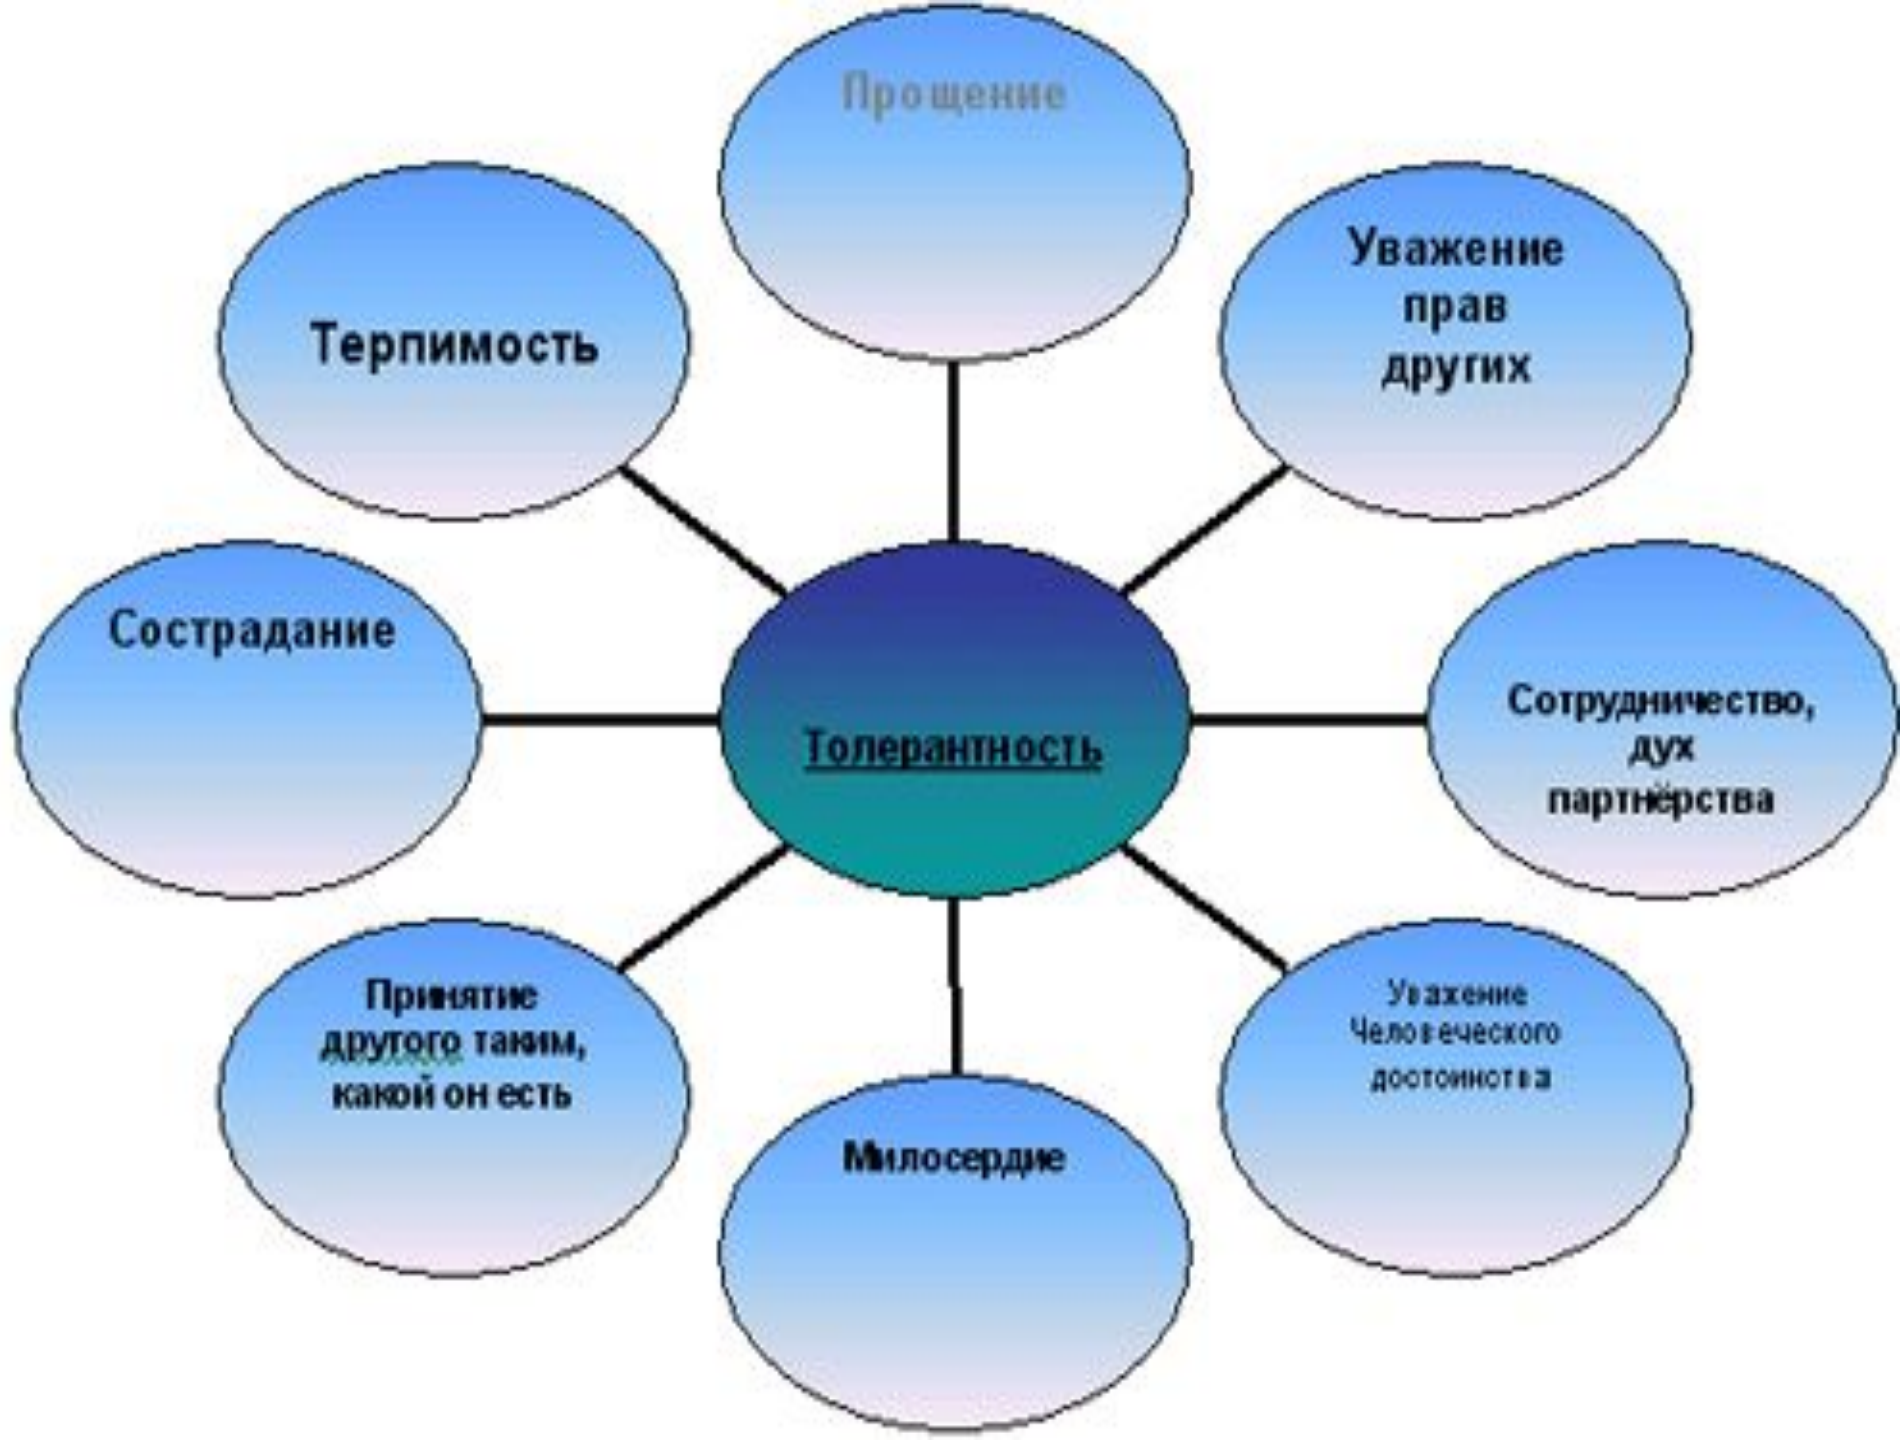 Прощение
Уважение
прав
других
Терпимость
Сострадание
Толерантность
Сотрудничество,
дух
партнёрства
Принятие
другого таким,
какой он есть
Уважение
Человеческого
достоинства
Милосердие